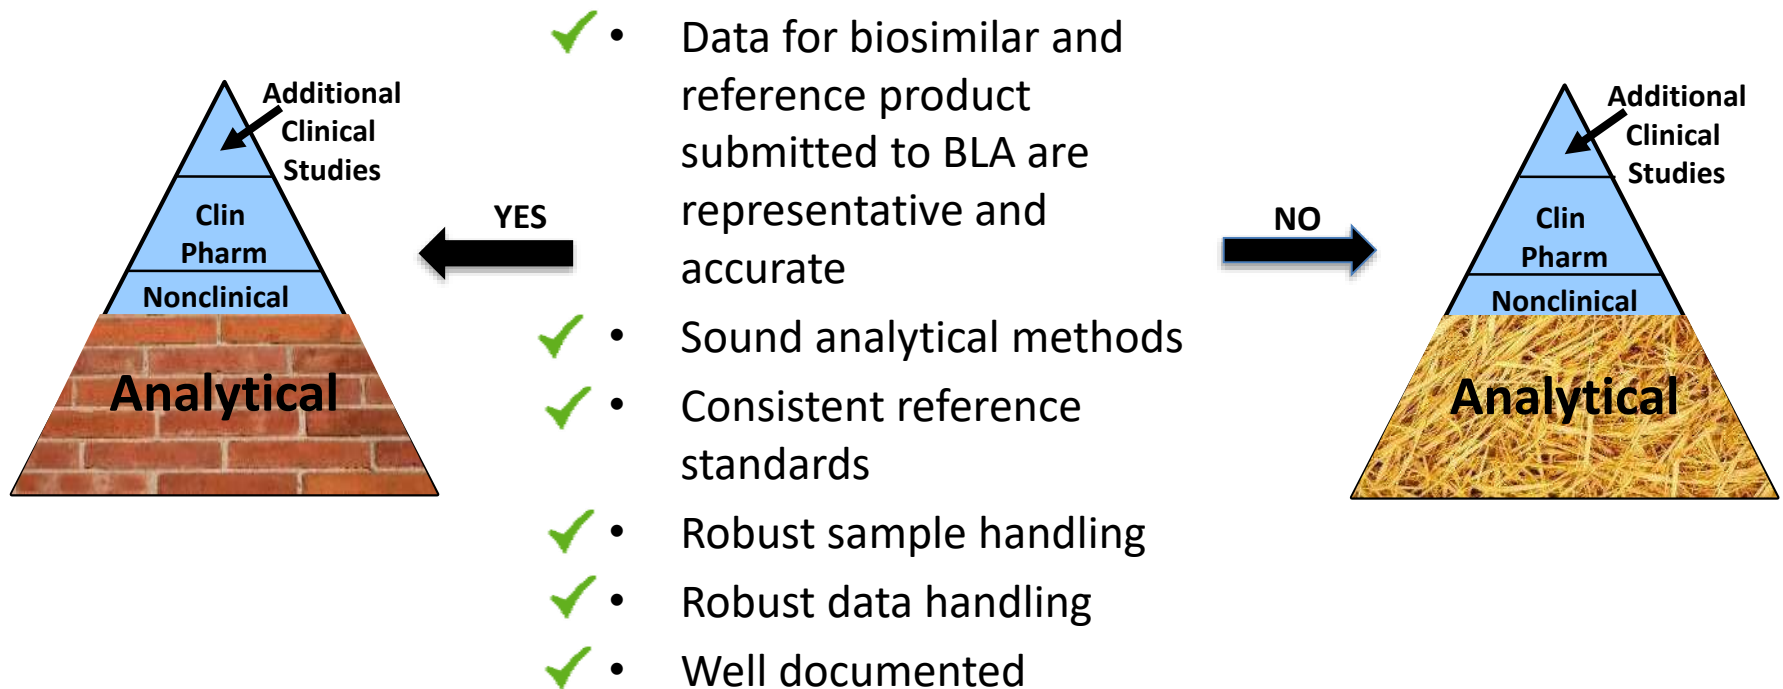 Additional
Clinical
Studies
Clin
Pharm
Nonclinical
Analytical
YES
• Data for biosimilar and
reference product
submitted to BLA are
representative and
accurate
• Sound analytical methods
• Consistent reference
standards
• Robust sample handling
• Robust data handling
• Well documented
NO
Additional
Clinical
Studies
Clin
Pharm
Nonclinical
Analytical